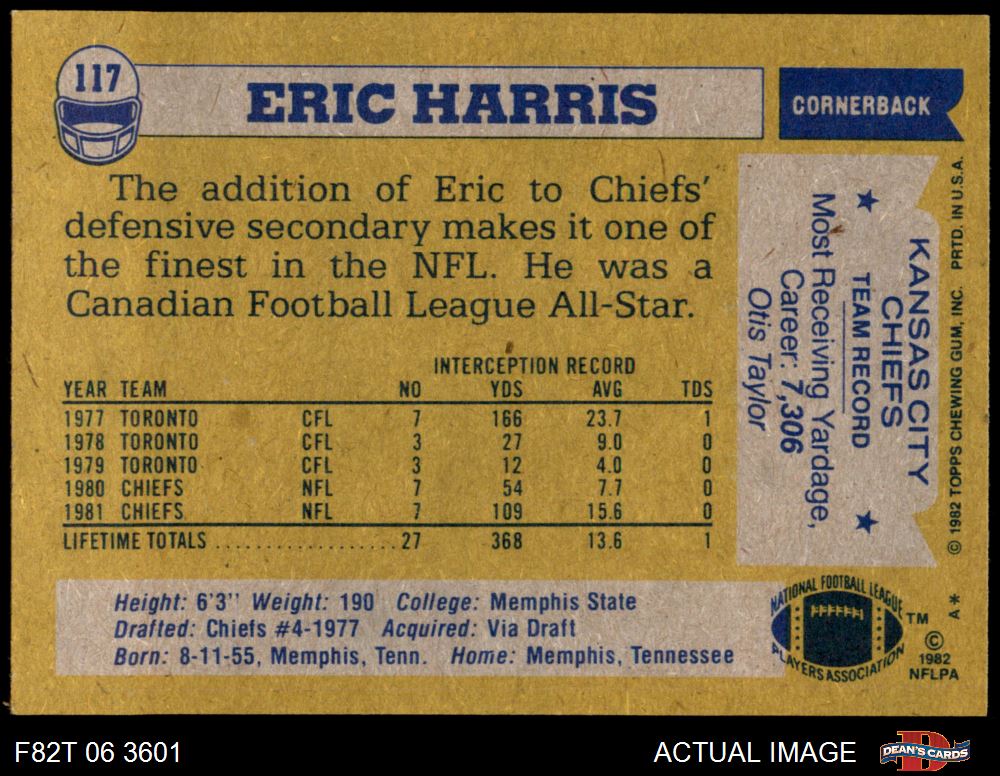 117
ERIC HARRIS
CORNERBACK
The addition of Eric to Chiefs'
defensive secondary makes it one of
the finest in the NFL. He was a
Canadian Football League All-Star.
INTERCEPTION RECORD
YEAR TEAM NO YDS AVG TDS
1977 TORONTO CFL 7 166 23.7 1
1978 TORONTO CFL 3 27 9.0 0
1979 TORONTO CFL 3 12 4.0 0
1980 CHIEFS NFL 7 54 7.7 0
1981 CHIEFS NFL 7 109 15.6 0
LIFETIME TOTALS ..................... 27 368 13.6 1
Height: 6'3" Weight: 190 College: Memphis State
Drafted: Chiefs #4-1977 Acquired: Via Draft
Born: 8-11-55, Memphis, Tenn. Home: Memphis, Tennessee
KANSAS CITY
CHIEFS
★ TEAM RECORD ★
Most Receiving Yardage,
Career: 7,306
Otis Taylor
© 1982 TOPPS CHEWING GUM, INC. PRTD. IN U.S.A.
A*
NATIONAL FOOTBALL LEAGUE
PLAYERS ASSOCIATION
TM
©
1982
NFLPA
F82T 06 3601
ACTUAL IMAGE
D
DEAN'S CARDS